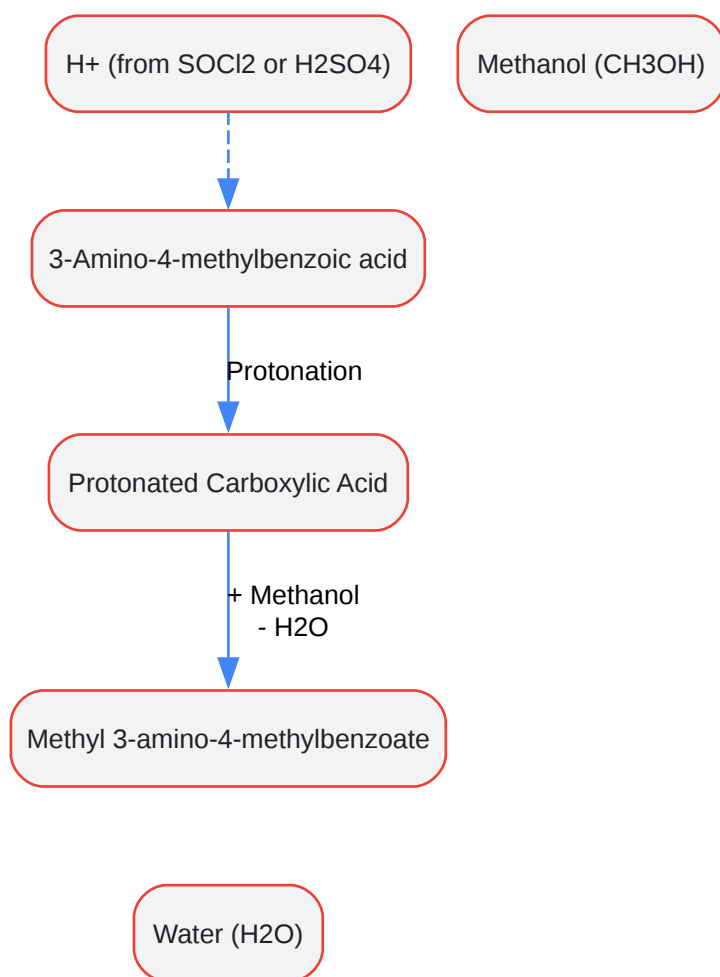 H+ (from SOCl2 or H2SO4)
Methanol (CH3OH)
3-Amino-4-methylbenzoic acid
Protonation
Protonated Carboxylic Acid
+ Methanol
- H2O
Methyl 3-amino-4-methylbenzoate
Water (H2O)